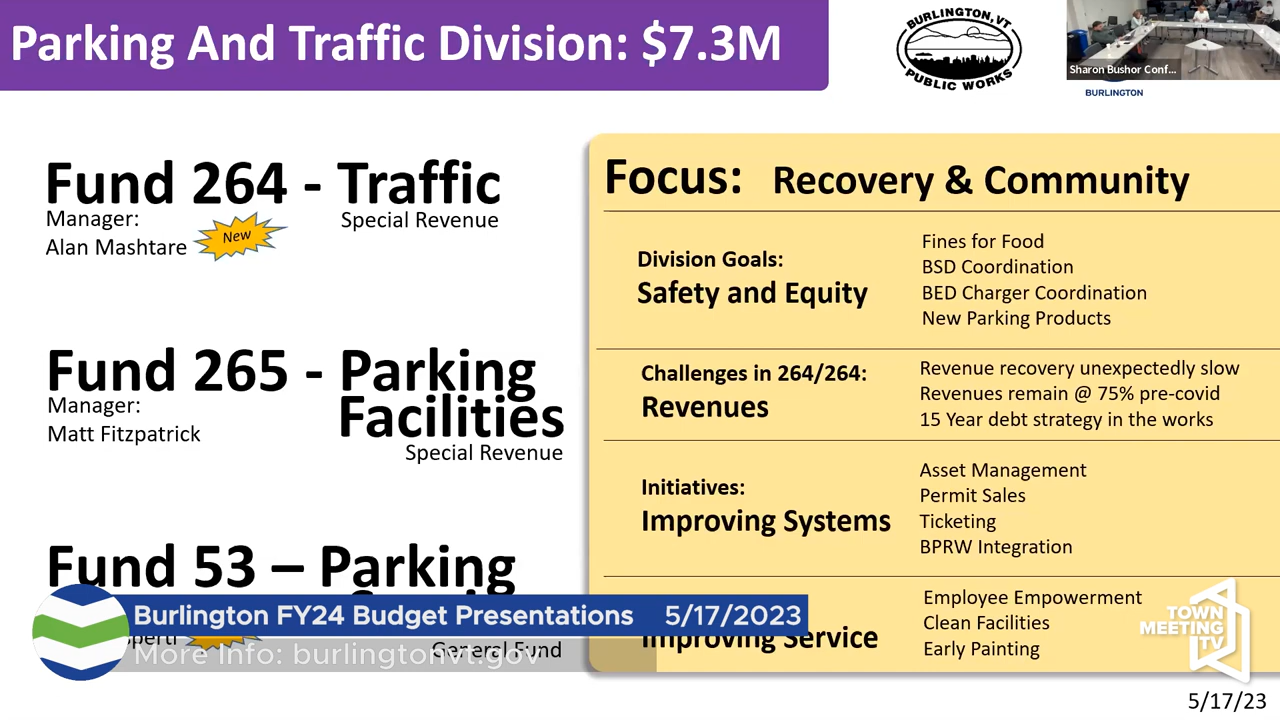 Parking And Traffic Division: $7.3M
BURLINGTON, VT
PUBLIC WORKS
Sharon Bushor Conf...
BURLINGTON
Fund 264 - Traffic
Manager:
Special Revenue
Alan Mashtare
New
Fund 265 - Parking
Facilities
Manager:
Matt Fitzpatrick
Special Revenue
Fund 53 – Parking
General Fund
Focus: Recovery & Community
Division Goals:
Safety and Equity
Fines for Food
BSD Coordination
BED Charger Coordination
New Parking Products
Challenges in 264/264:
Revenues
Revenue recovery unexpectedly slow
Revenues remain @ 75% pre-covid
15 Year debt strategy in the works
Initiatives:
Improving Systems
Asset Management
Permit Sales
Ticketing
BPRW Integration
Improving Service
Employee Empowerment
Clean Facilities
Early Painting
Burlington FY24 Budget Presentations 5/17/2023
More Info: burlingtonvt.gov
TOWN
MEETING
TV
5/17/23